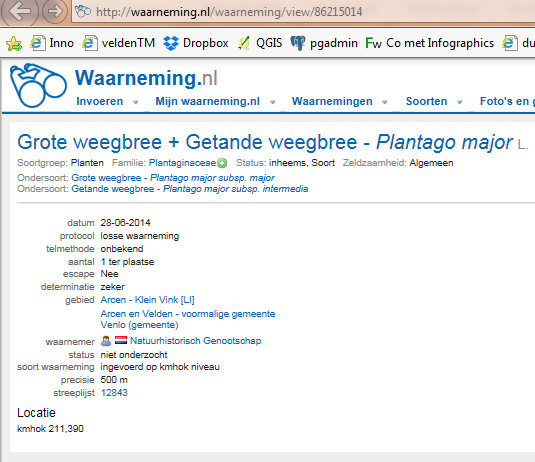 http://waarneming.nl/waarneming/view/86215014
Inno veldenTM Dropbox QGIS pgadmin Fw Co met Infographics du
Waarneming.nl
Invoeren Mijn waarneming.nl Waarnemingen Soorten Foto's en g
Grote weegbree + Getande weegbree - Plantago major L.
Soortgroep: Planten Familie: Plantaginaceae Status: inheems, Soort Zeldzaamheid: Algemeen
Ondersoort: Grote weegbree - Plantago major subsp. major
Ondersoort: Getande weegbree - Plantago major subsp. intermedia
datum 28-06-2014
protocol losse waarneming
telmethode onbekend
aantal 1 ter plaatse
escape Nee
determinatie zeker
gebied Arcen - Klein Vink [LI]
Arcen en Velden - voormalige gemeente
Venlo (gemeente)
waarnemer Natuurhistorisch Genootschap
status niet onderzocht
soort waarneming ingevoerd op kmhok niveau
precisie 500 m
streeplijst 12843
Locatie
kmhok 211,390